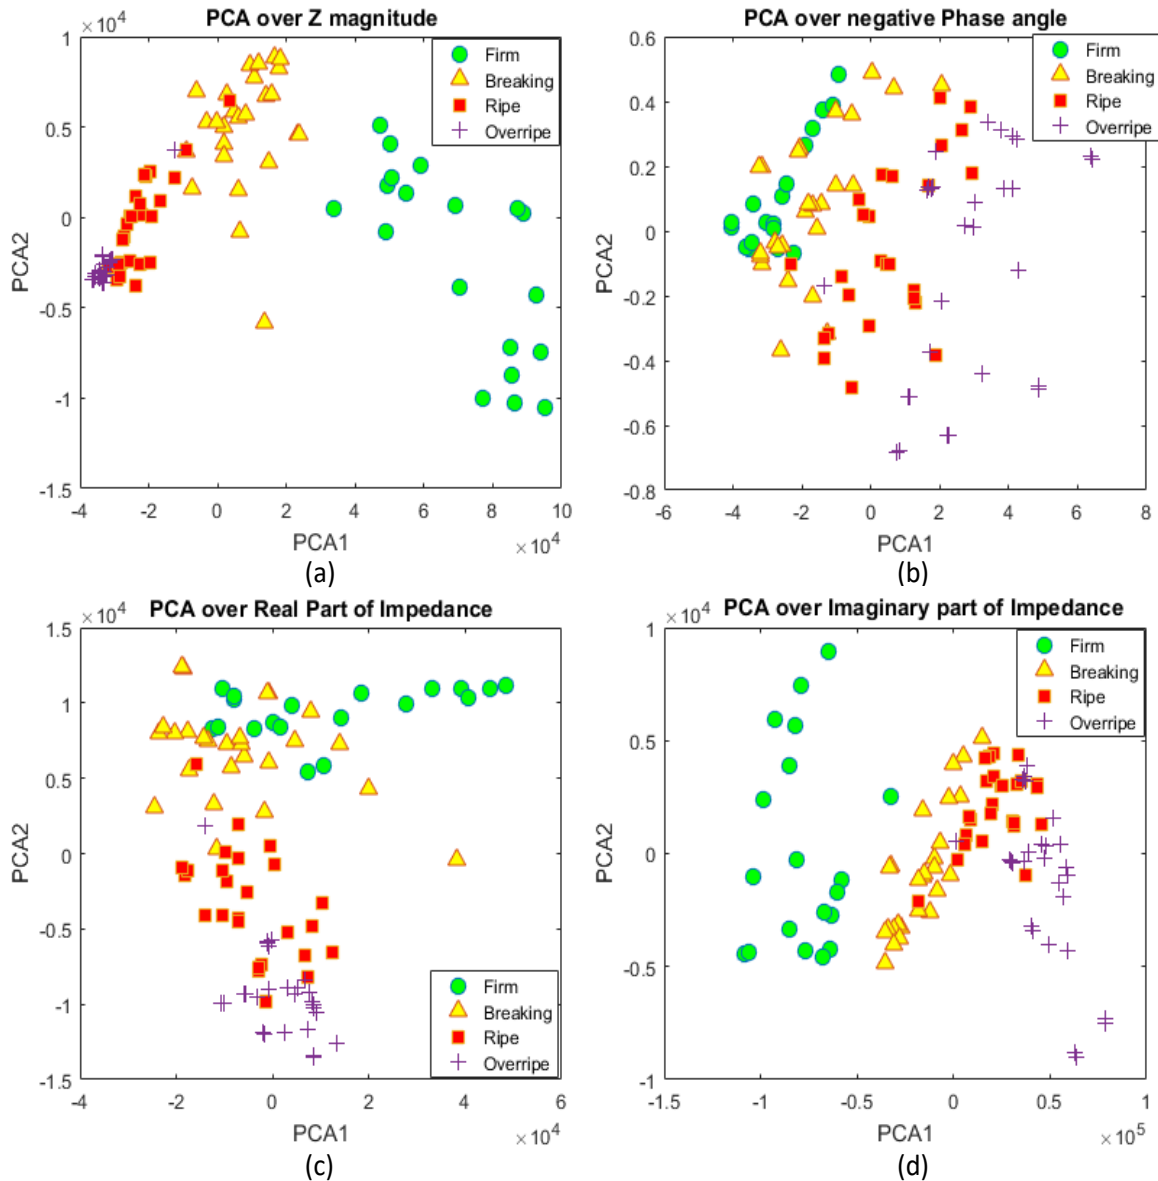 PCA over Z magnitude
×10^4
1
0.5
0
-0.5
-1
-1.5
PCA2
-4 -2 0 2 4 6 8 10
PCA1
×10^4
Firm
Breaking
Ripe
Overripe
(a)
PCA over negative Phase angle
0.6
0.4
0.2
0
-0.2
-0.4
-0.6
-0.8
PCA2
-6 -4 -2 0 2 4 6 8
PCA1
Firm
Breaking
Ripe
Overripe
(b)
PCA over Real Part of Impedance
×10^4
1.5
1
0.5
0
-0.5
-1
-1.5
PCA2
-4 -2 0 2 4 6
PCA1
×10^4
Firm
Breaking
Ripe
Overripe
(c)
PCA over Imaginary part of Impedance
×10^4
1
0.5
0
-0.5
-1
PCA2
-1.5 -1 -0.5 0 0.5 1
PCA1
×10^5
Firm
Breaking
Ripe
Overripe
(d)